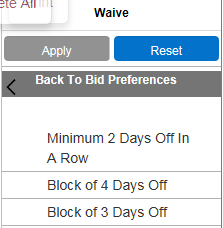 ete All
Waive
Apply Reset
Back To Bid Preferences
Minimum 2 Days Off In
A Row
Block of 4 Days Off
Block of 3 Days Off